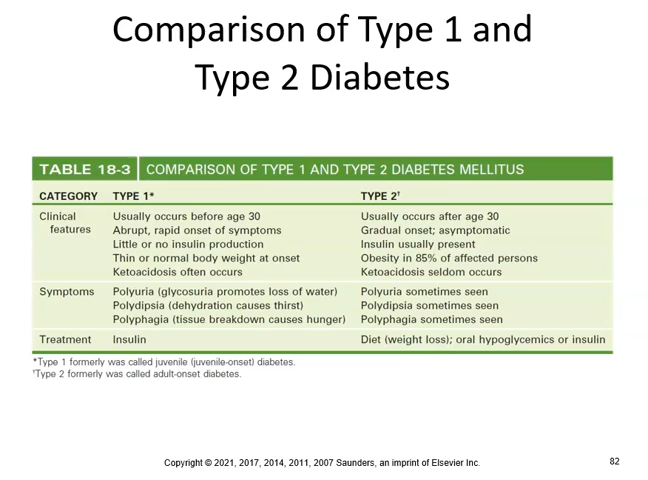 Comparison of Type 1 and
Type 2 Diabetes
TABLE 18-3 COMPARISON OF TYPE 1 AND TYPE 2 DIABETES MELLITUS
CATEGORY TYPE 1* TYPE 2†
Clinical Usually occurs before age 30 Usually occurs after age 30
features Abrupt, rapid onset of symptoms Gradual onset; asymptomatic
Little or no insulin production Insulin usually present
Thin or normal body weight at onset Obesity in 85% of affected persons
Ketoacidosis often occurs Ketoacidosis seldom occurs
Symptoms Polyuria (glycosuria promotes loss of water) Polyuria sometimes seen
Polydipsia (dehydration causes thirst) Polydipsia sometimes seen
Polyphagia (tissue breakdown causes hunger) Polyphagia sometimes seen
Treatment Insulin Diet (weight loss); oral hypoglycemics or insulin
*Type 1 formerly was called juvenile (juvenile-onset) diabetes.
†Type 2 formerly was called adult-onset diabetes.
Copyright © 2021, 2017, 2014, 2011, 2007 Saunders, an imprint of Elsevier Inc.
82